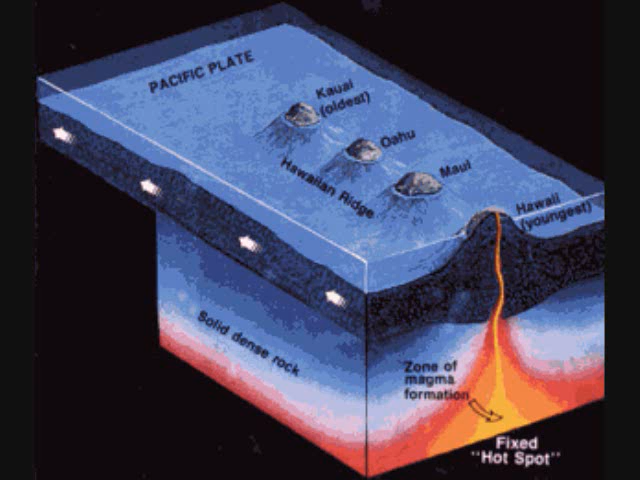 PACIFIC PLATE
Kauai
(oldest)
Oahu
Maui
Hawaiian Ridge
Hawaii
(youngest)
Solid dense rock
Zone of
magma
formation
Fixed
"Hot Spot"